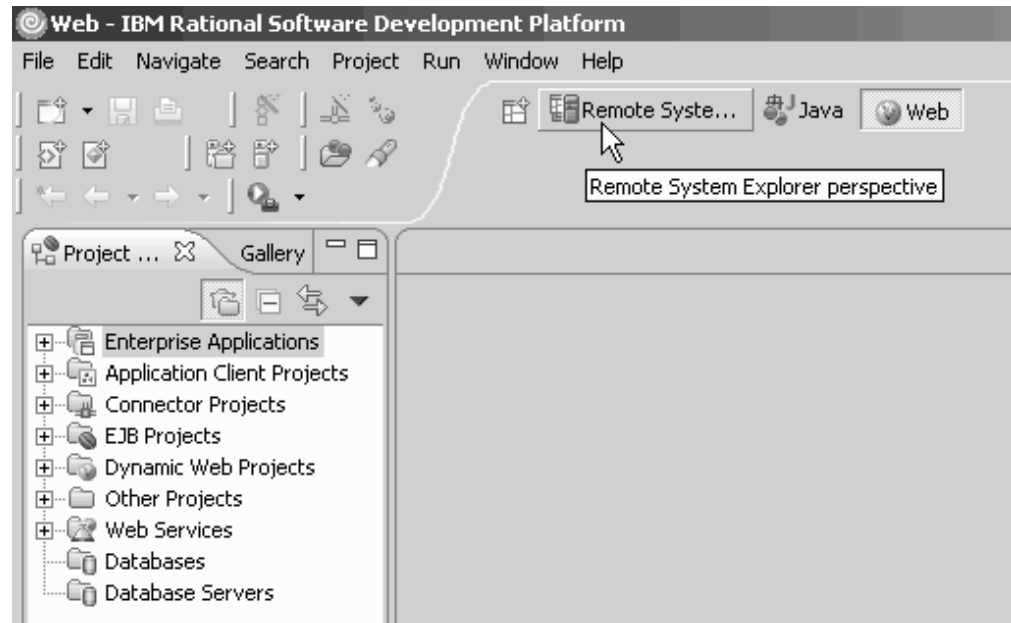 Web - IBM Rational Software Development Platform
File Edit Navigate Search Project Run Window Help
Remote Syste... Java Web
Remote System Explorer perspective
Project ... Gallery
Enterprise Applications
Application Client Projects
Connector Projects
EJB Projects
Dynamic Web Projects
Other Projects
Web Services
Databases
Database Servers